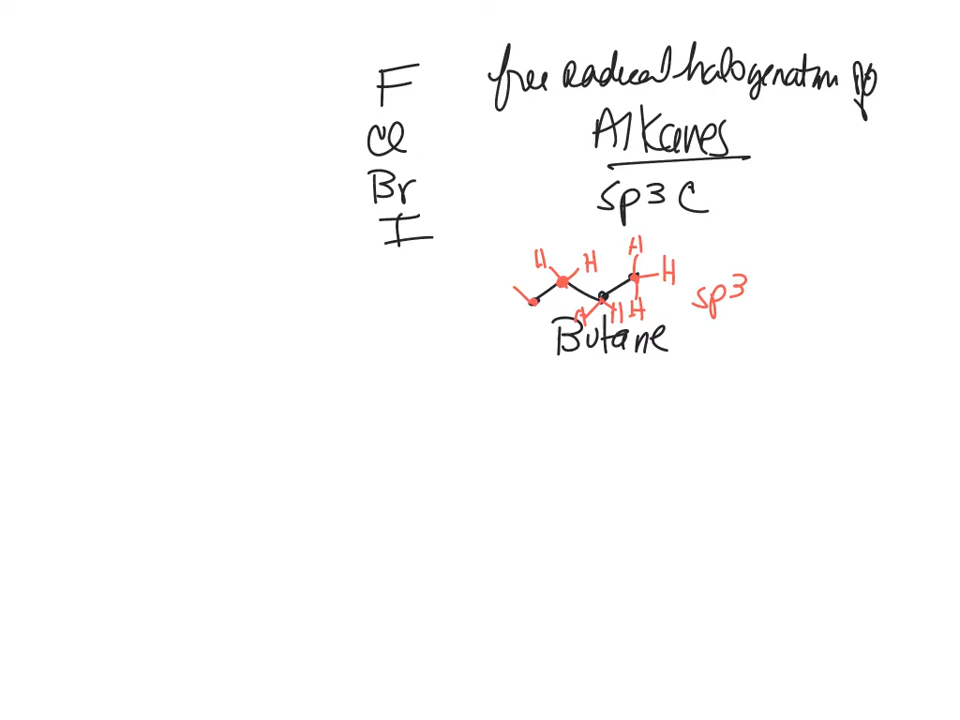 F
Cl
Br
I
free radical halogenation of
Alkanes
sp3 C
H H H H
sp3
H H H
Butane